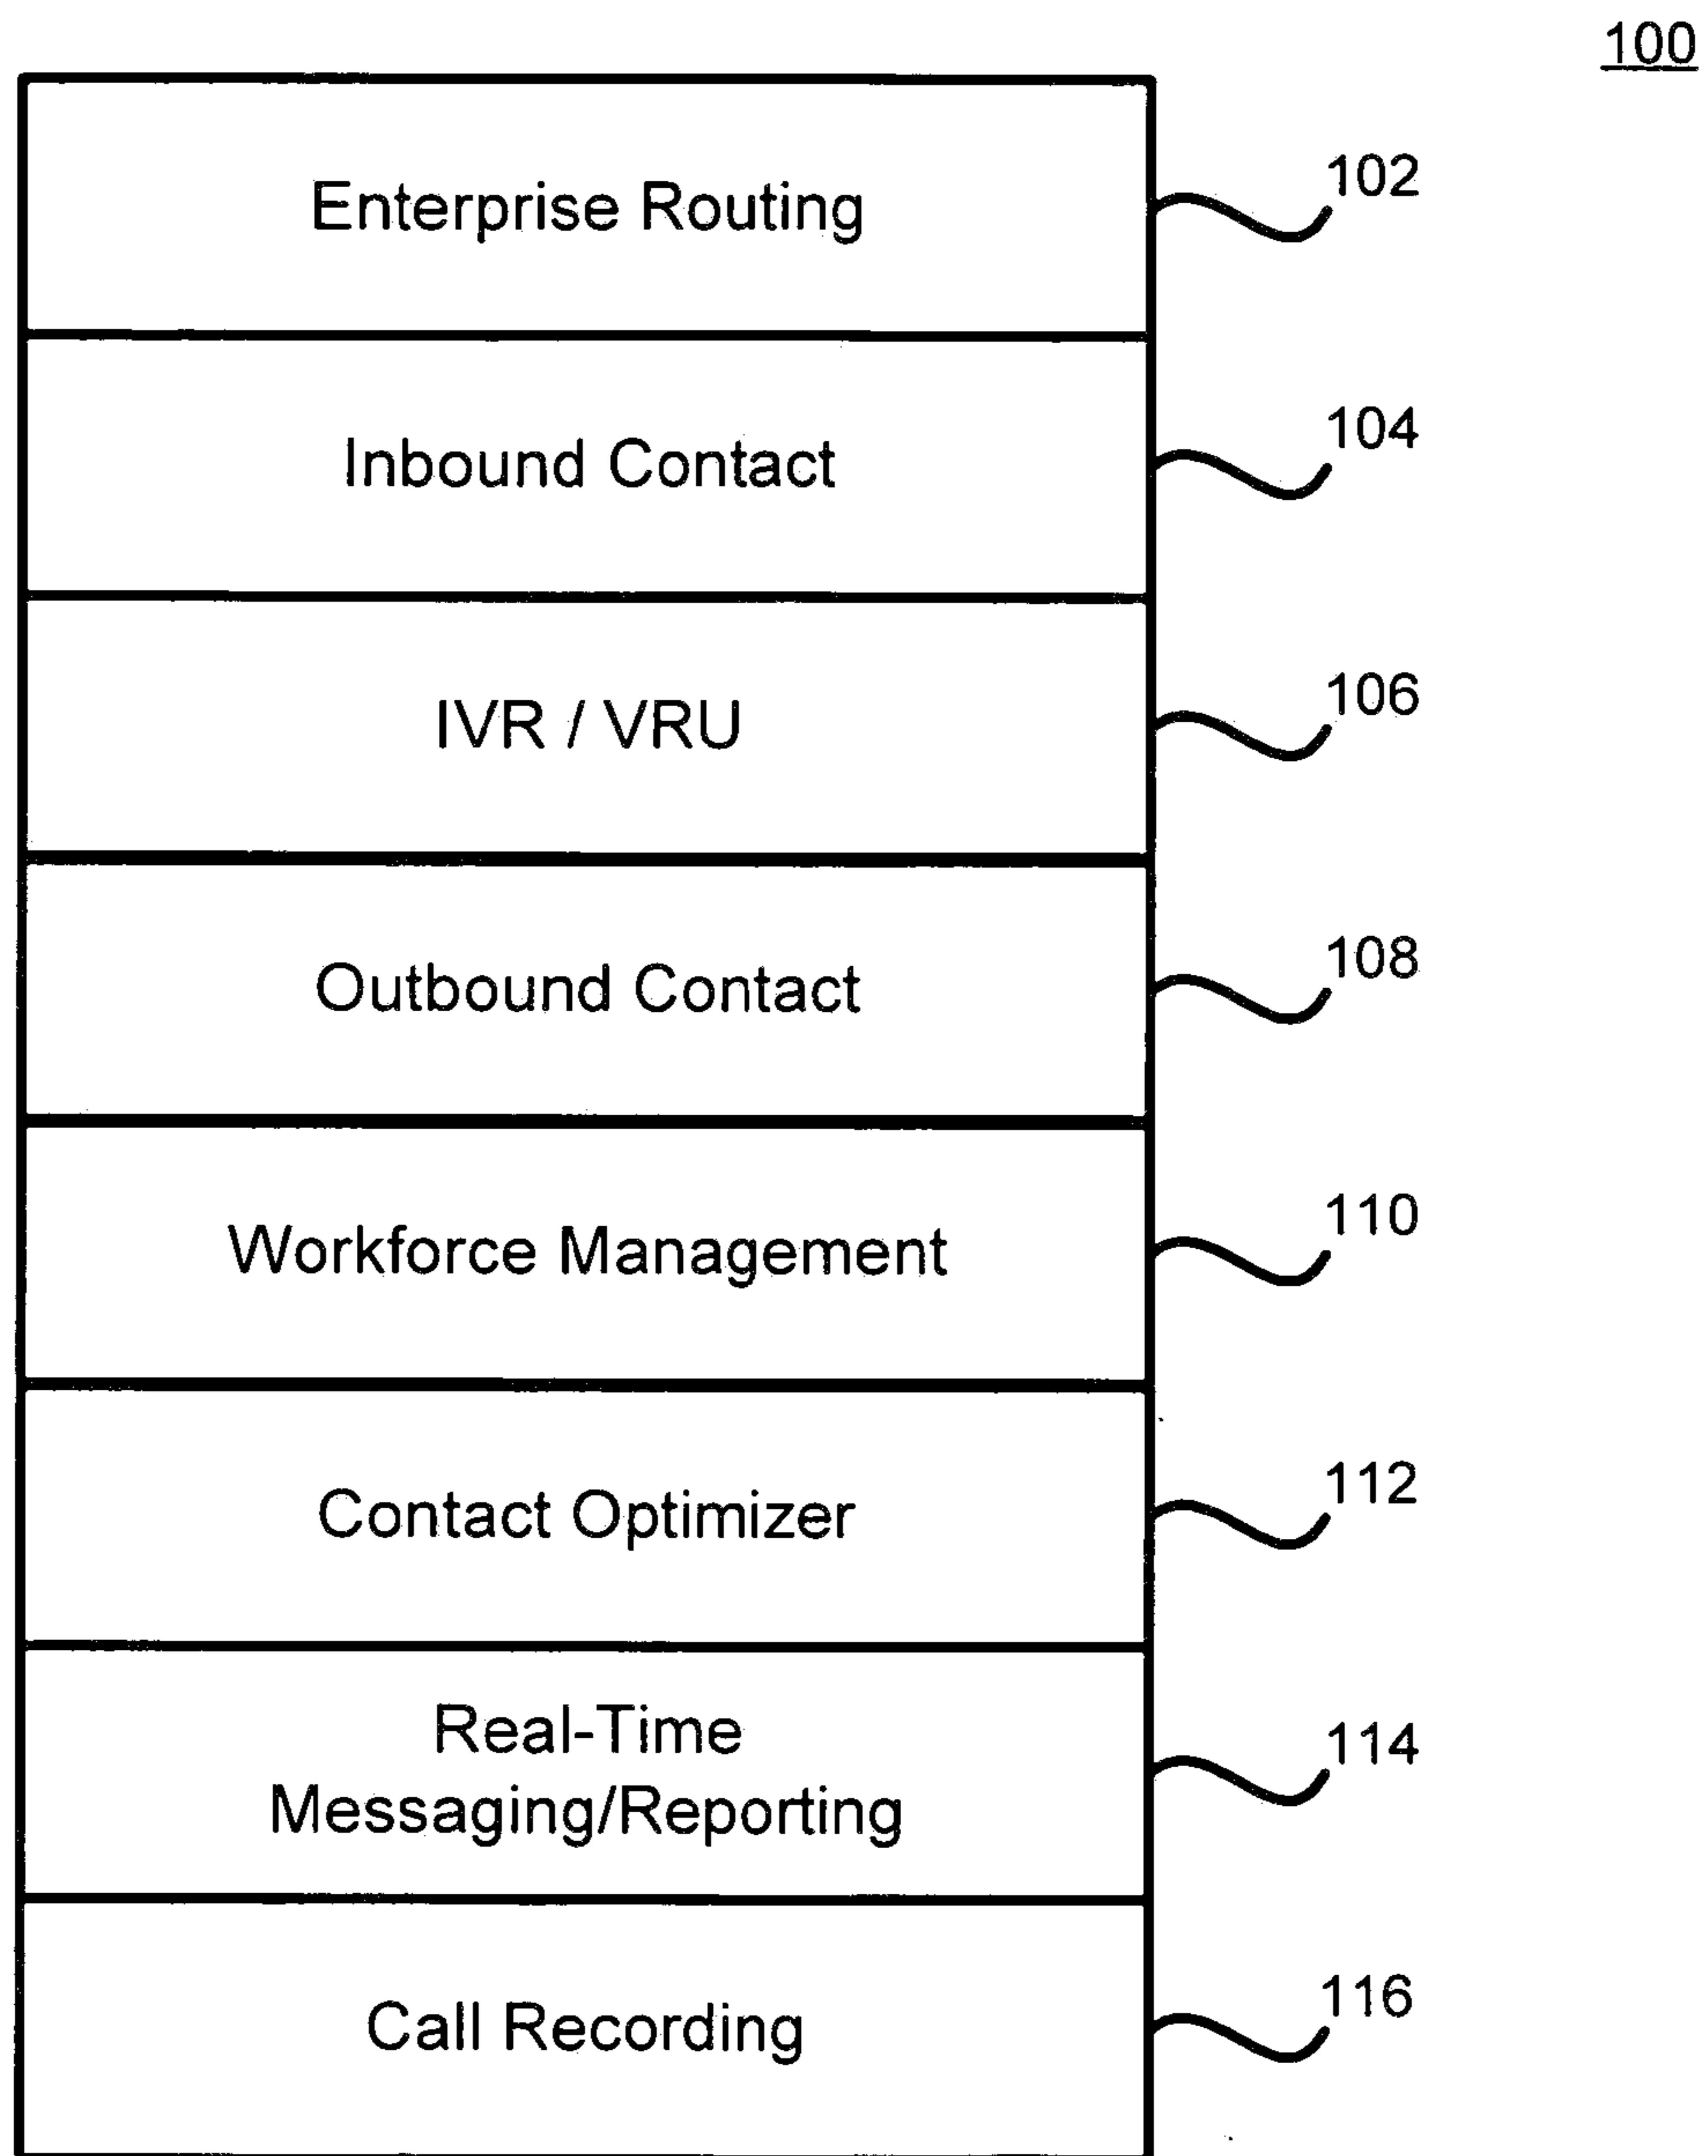 100
Enterprise Routing
102
Inbound Contact
104
IVR / VRU
106
Outbound Contact
108
Workforce Management
110
Contact Optimizer
112
Real-Time
Messaging/Reporting
114
Call Recording
116